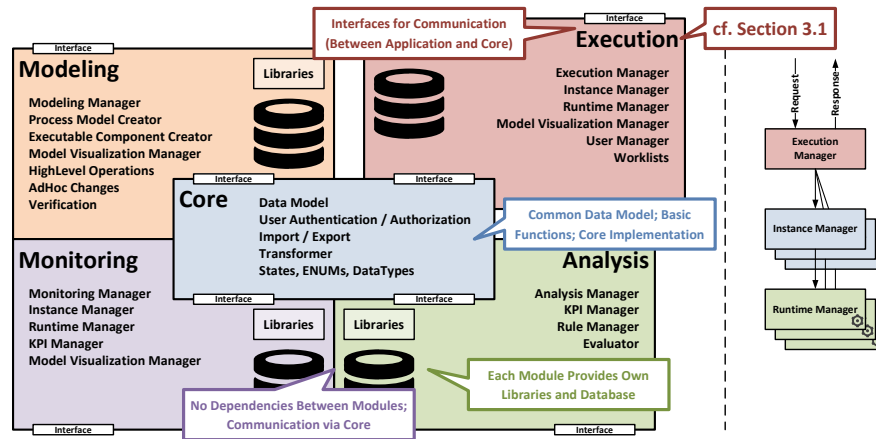 Interface
Modeling
Libraries
Modeling Manager
Process Model Creator
Executable Component Creator
Model Visualization Manager
HighLevel Operations
AdHoc Changes
Verification
Interfaces for Communication
(Between Application and Core)
Interface
Execution
cf. Section 3.1
Execution Manager
Instance Manager
Runtime Manager
Model Visualization Manager
User Manager
Worklists
Interface
Interface
Core
Data Model
User Authentication / Authorization
Import / Export
Transformer
States, ENUMs, DataTypes
Interface
Interface
Common Data Model; Basic
Functions; Core Implementation
Monitoring
Monitoring Manager
Instance Manager
Runtime Manager
KPI Manager
Model Visualization Manager
Libraries
No Dependencies Between Modules;
Communication via Core
Interface
Analysis
Libraries
Analysis Manager
KPI Manager
Rule Manager
Evaluator
Each Module Provides Own
Libraries and Database
Interface
Request
Response
Execution
Manager
Instance Manager
Runtime Manager